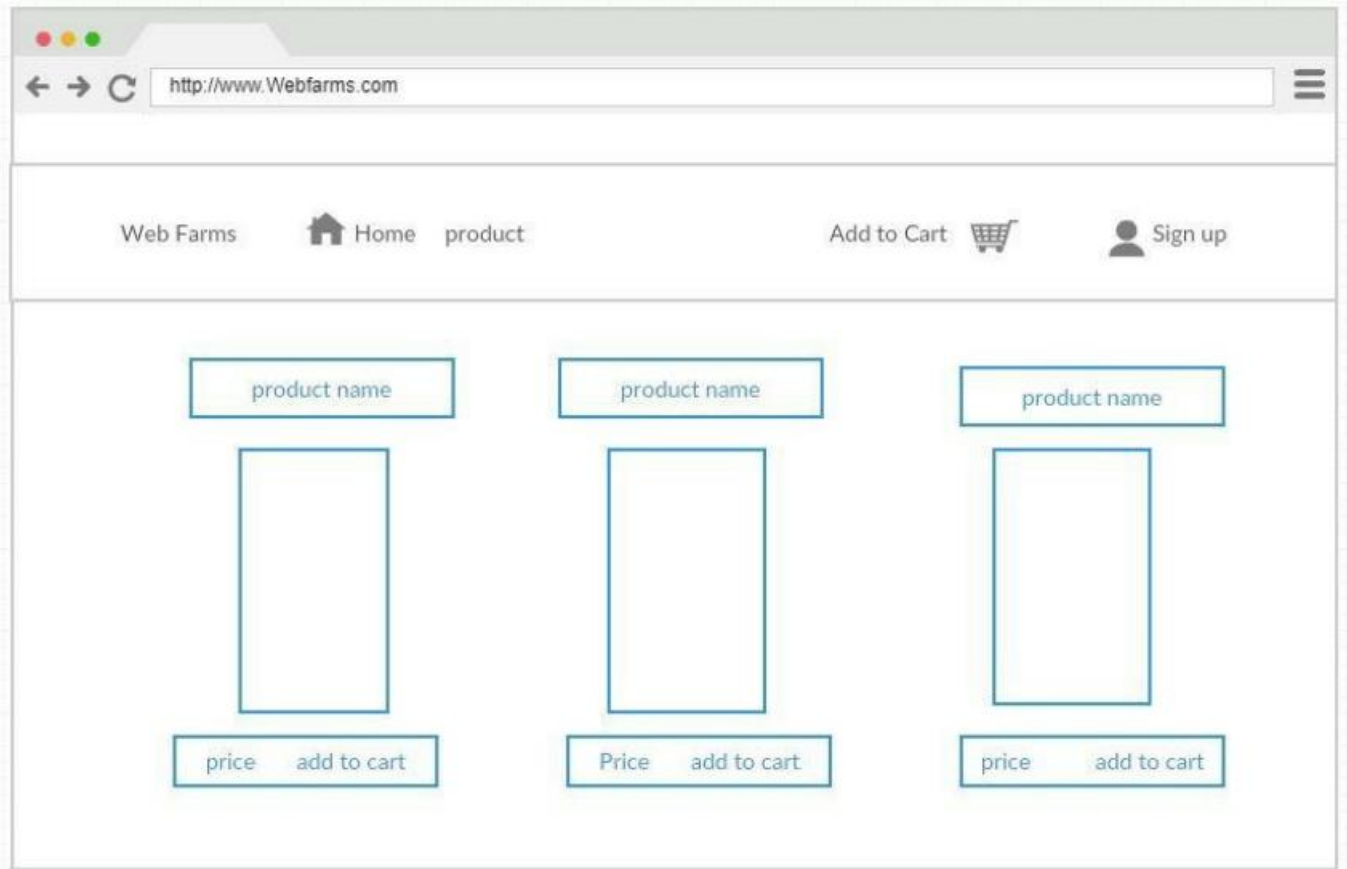 http://www.Webfarms.com
Web Farms Home product Add to Cart Sign up
product name product name product name
price add to cart Price add to cart price add to cart